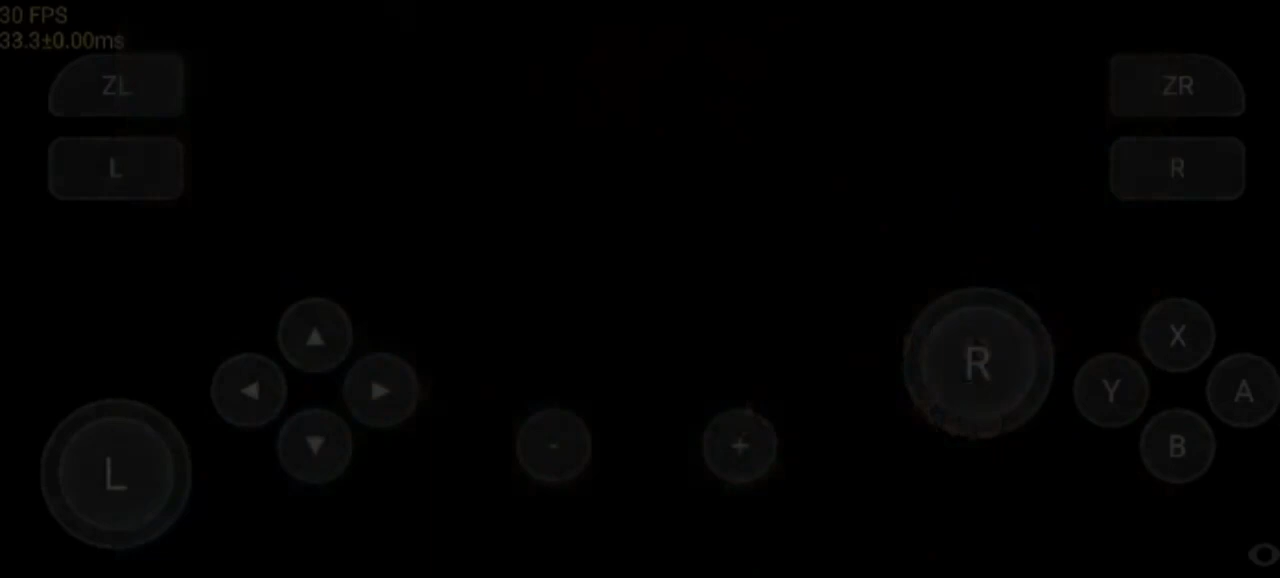 30 FPS
33.3±0.00ms
ZL
ZR
L
R
▲
◀ ▶
▼
R
X
Y A
B
L
-
+